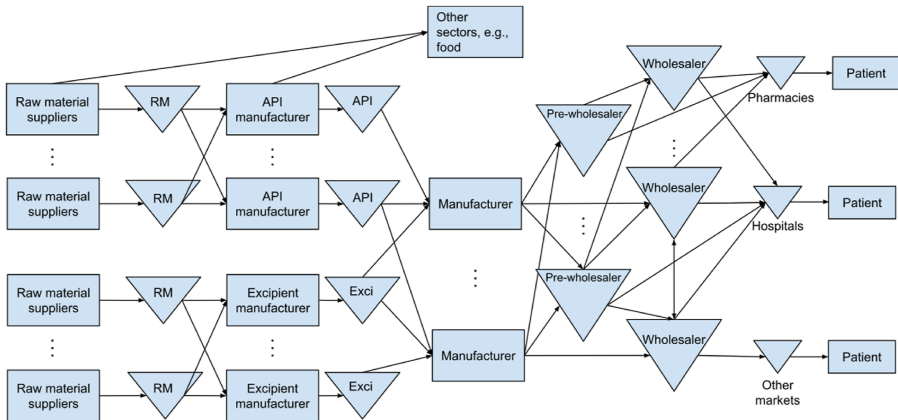 Other
sectors, e.g.,
food
Raw material
suppliers
RM
API
manufacturer
API
Wholesaler
Pharmacies
Patient
Pre-wholesaler
Raw material
suppliers
RM
API
manufacturer
API
Manufacturer
Wholesaler
Hospitals
Patient
Raw material
suppliers
RM
Excipient
manufacturer
Exci
Pre-wholesaler
Manufacturer
Wholesaler
Other
markets
Patient
Raw material
suppliers
RM
Excipient
manufacturer
Exci